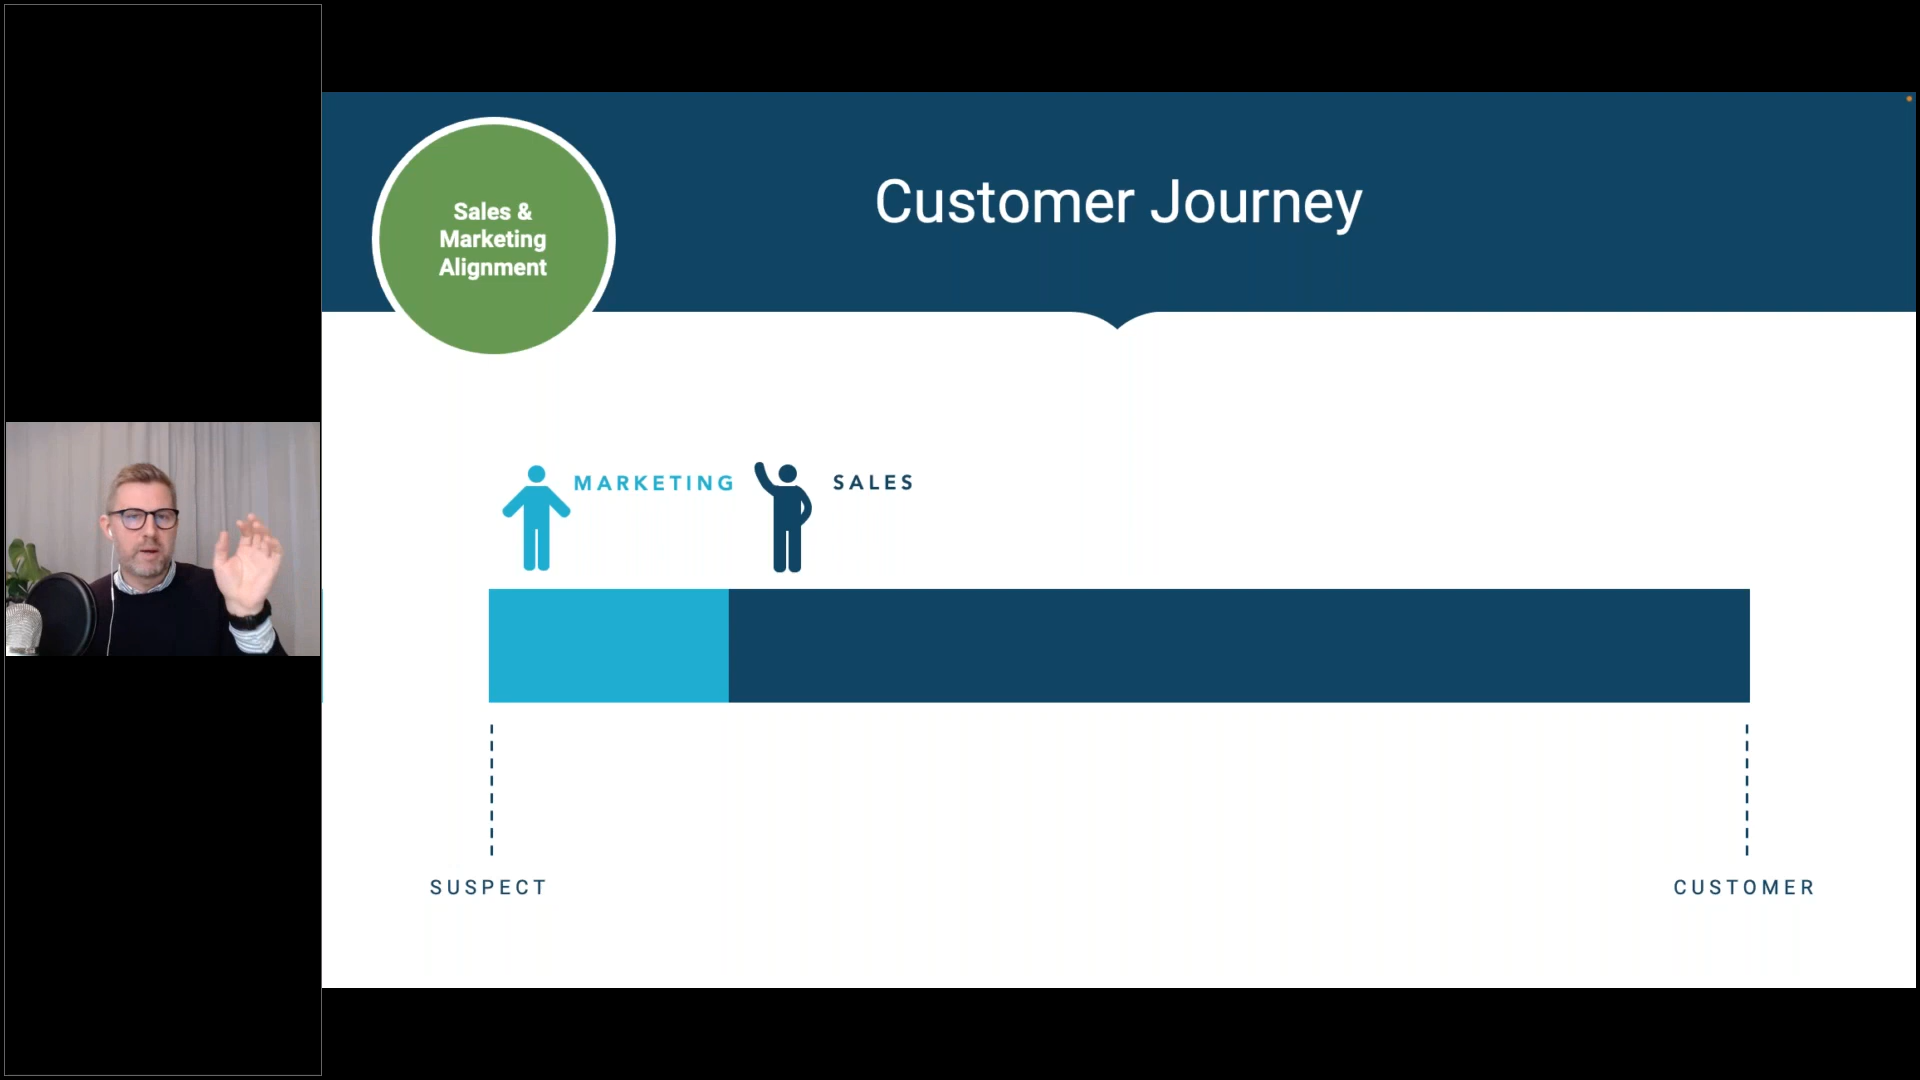 Sales &
Marketing
Alignment
Customer Journey
MARKETING
SALES
SUSPECT
CUSTOMER